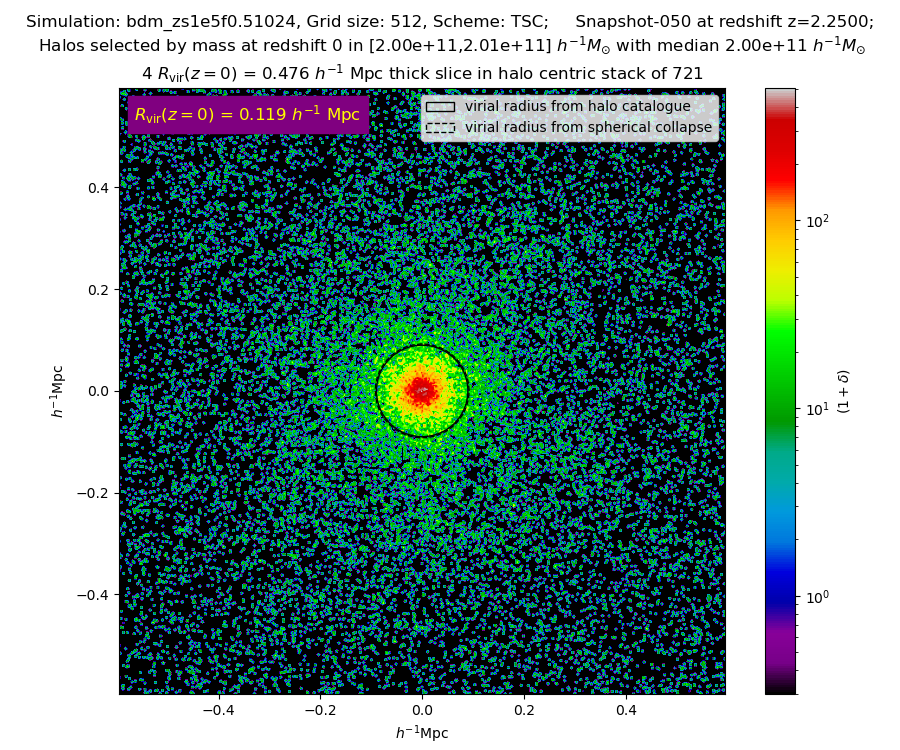 Simulation: bdm_zs1e5f0.51024, Grid size: 512, Scheme: TSC; Snapshot-050 at redshift z=2.2500;
Halos selected by mass at redshift 0 in [2.00e+11,2.01e+11] h⁻¹M⊙ with median 2.00e+11 h⁻¹M⊙
4 Rvir(z = 0) = 0.476 h⁻¹ Mpc thick slice in halo centric stack of 721
Rvir(z = 0) = 0.119 h⁻¹ Mpc
virial radius from halo catalogue
virial radius from spherical collapse
0.4
0.2
0.0
−0.2
−0.4
h⁻¹Mpc
−0.4 −0.2 0.0 0.2 0.4
h⁻¹Mpc
10²
10¹
10⁰
(1 + δ)